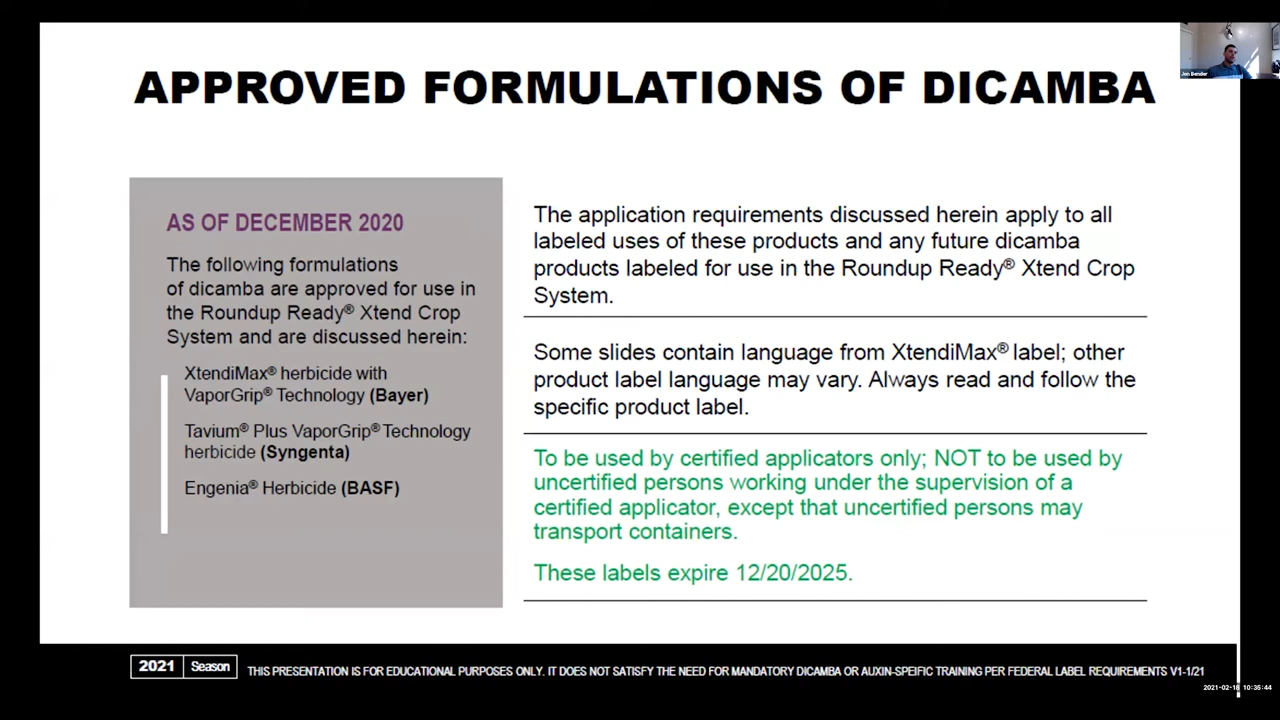 APPROVED FORMULATIONS OF DICAMBA
Jon Bender
AS OF DECEMBER 2020
The following formulations
of dicamba are approved for use in
the Roundup Ready® Xtend Crop
System and are discussed herein:
XtendiMax® herbicide with
VaporGrip® Technology (Bayer)
Tavium® Plus VaporGrip® Technology
herbicide (Syngenta)
Engenia® Herbicide (BASF)
The application requirements discussed herein apply to all
labeled uses of these products and any future dicamba
products labeled for use in the Roundup Ready® Xtend Crop
System.
Some slides contain language from XtendiMax® label; other
product label language may vary. Always read and follow the
specific product label.
To be used by certified applicators only; NOT to be used by
uncertified persons working under the supervision of a
certified applicator, except that uncertified persons may
transport containers.
These labels expire 12/20/2025.
2021 Season
THIS PRESENTATION IS FOR EDUCATIONAL PURPOSES ONLY. IT DOES NOT SATISFY THE NEED FOR MANDATORY DICAMBA OR AUXIN-SPEIFIC TRAINING PER FEDERAL LABEL REQUIREMENTS V1-1/21
2021-02-18 10:35:44